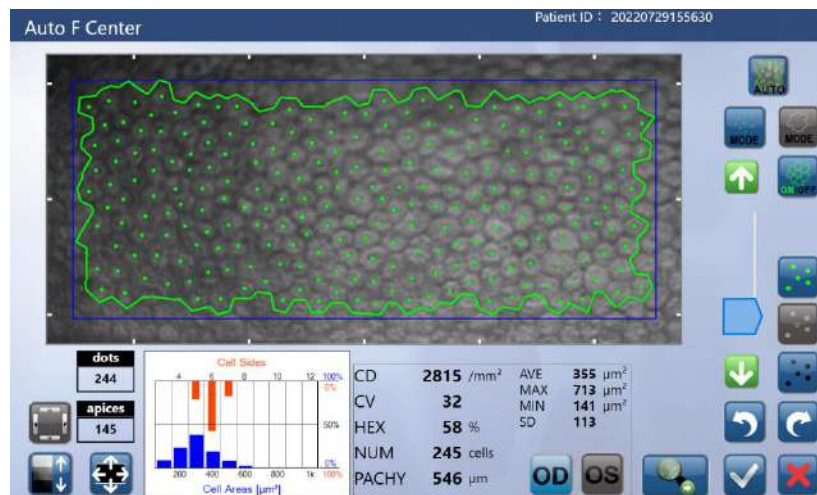 Auto F Center
Patient ID : 20220729155630
AUTO
MODE
MODE
ON/OFF
dots
244
apices
145
Cell Sides
4 6 8 10 12 100%
0%
50%
0%
200 400 600 800 1k 100%
Cell Areas [µm²]
CD 2815 /mm²
CV 32
HEX 58 %
NUM 245 cells
PACHY 546 µm
AVE 355 µm²
MAX 713 µm²
MIN 141 µm²
SD 113
OD OS